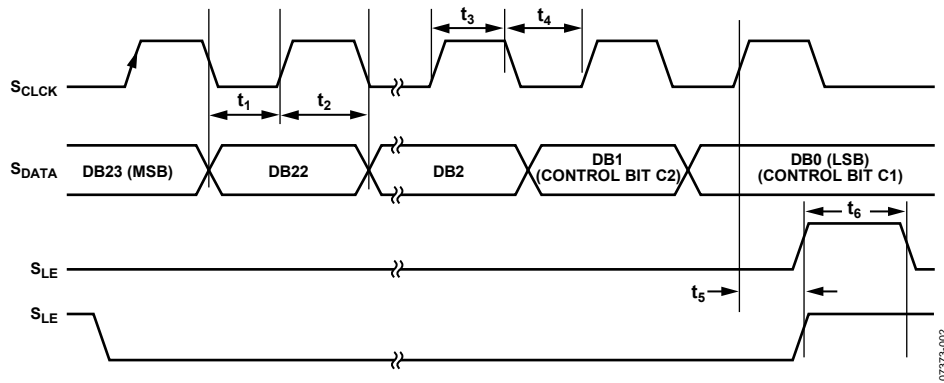 t3
t4
SCLCK
t1
t2
SDATA
DB23 (MSB)
DB22
DB2
DB1
(CONTROL BIT C2)
DB0 (LSB)
(CONTROL BIT C1)
t6
SLE
t5
SLE
07373-002